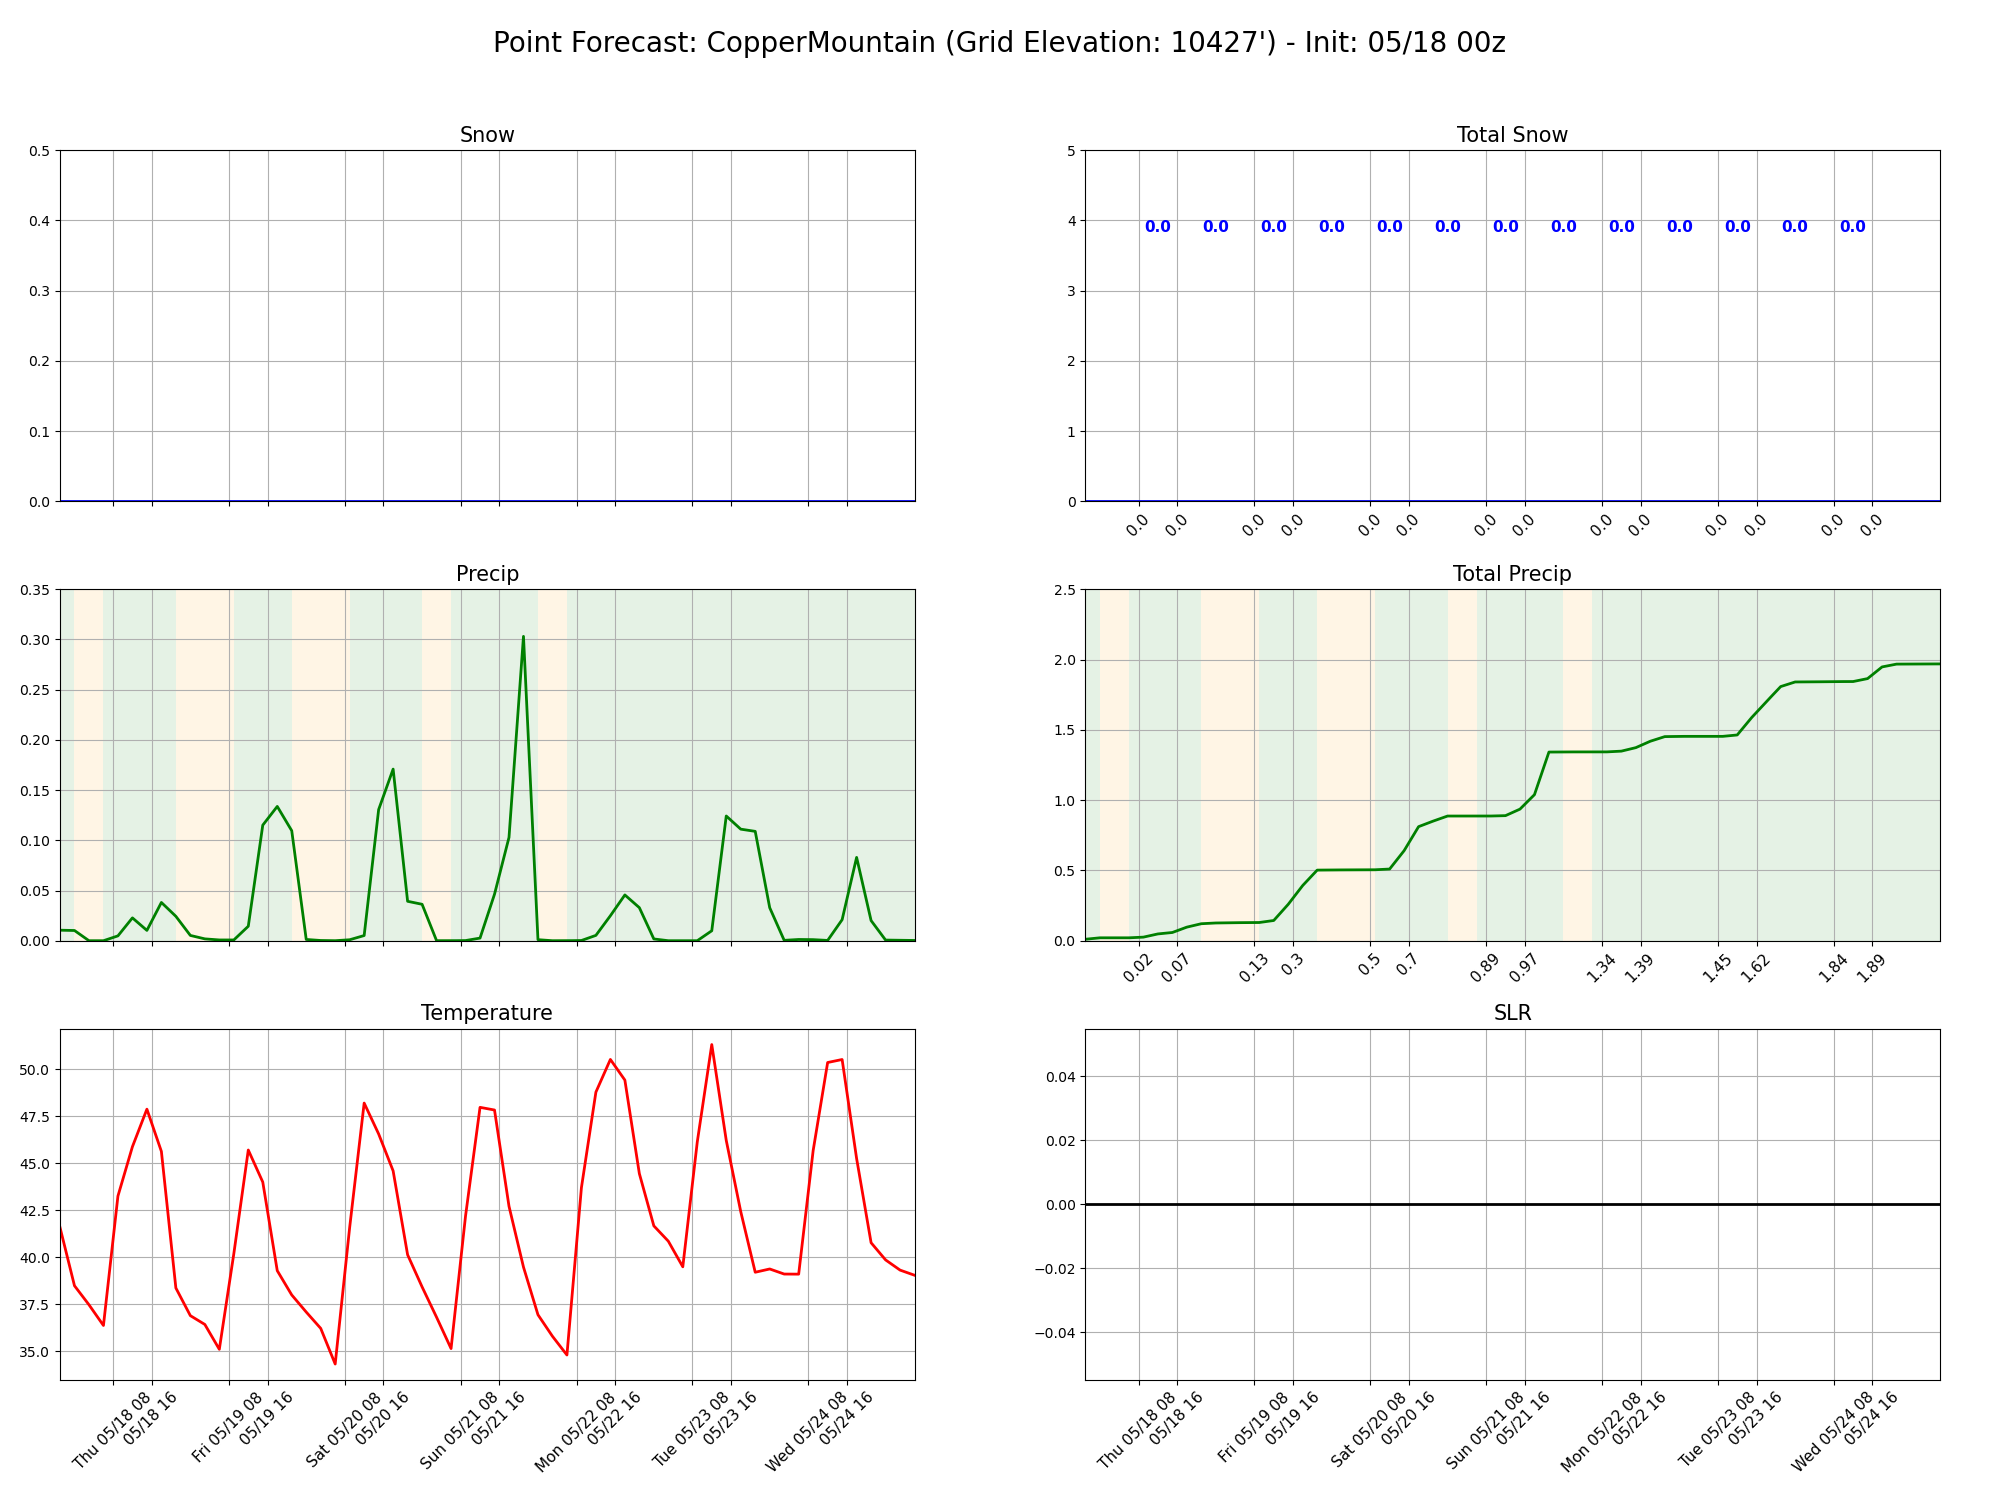 Point Forecast: CopperMountain (Grid Elevation: 10427') - Init: 05/18 00z
Snow
0.5
0.4
0.3
0.2
0.1
0.0
Total Snow
5
4
3
2
1
0
0.0 0.0 0.0 0.0 0.0 0.0 0.0 0.0 0.0 0.0 0.0 0.0 0.0
0.0 0.0 0.0 0.0 0.0 0.0 0.0 0.0 0.0 0.0 0.0 0.0 0.0 0.0
Precip
0.35
0.30
0.25
0.20
0.15
0.10
0.05
0.00
Total Precip
2.5
2.0
1.5
1.0
0.5
0.0
0.02 0.07 0.13 0.3 0.5 0.7 0.89 0.97 1.34 1.39 1.45 1.62 1.84 1.89
Temperature
50.0
47.5
45.0
42.5
40.0
37.5
35.0
Thu 05/18 08
05/18 16
Fri 05/19 08
05/19 16
Sat 05/20 08
05/20 16
Sun 05/21 08
05/21 16
Mon 05/22 08
05/22 16
Tue 05/23 08
05/23 16
Wed 05/24 08
05/24 16
SLR
0.04
0.02
0.00
−0.02
−0.04
Thu 05/18 08
05/18 16
Fri 05/19 08
05/19 16
Sat 05/20 08
05/20 16
Sun 05/21 08
05/21 16
Mon 05/22 08
05/22 16
Tue 05/23 08
05/23 16
Wed 05/24 08
05/24 16